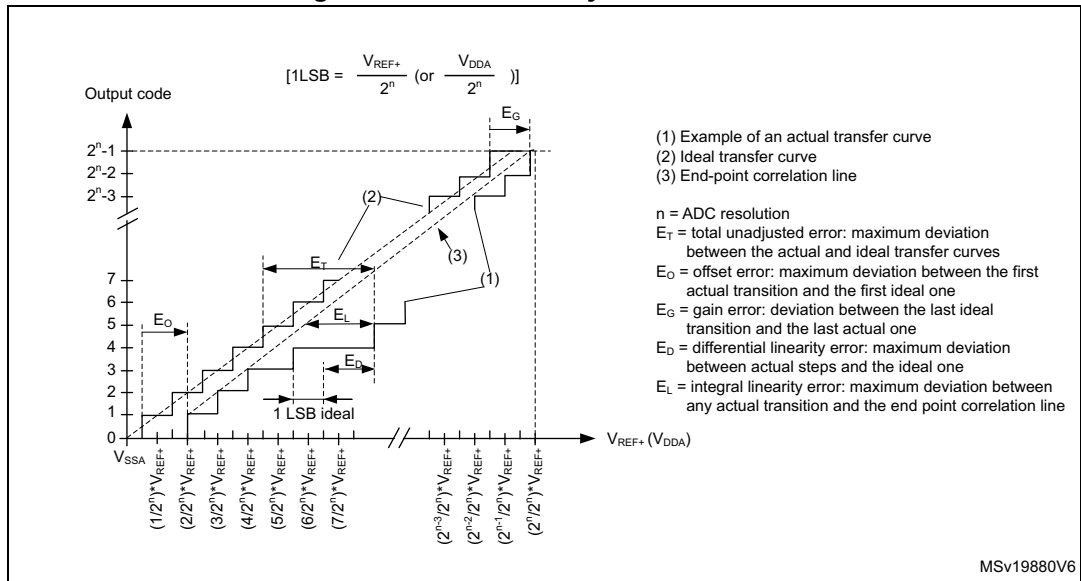 [1LSB = V_REF+ / 2^n (or V_DDA / 2^n )]
Output code
E_G
2^n-1
2^n-2
2^n-3
(2)
(3)
7
E_T
(1)
6
5
E_O
E_L
4
3
E_D
2
1
1 LSB ideal
0
V_SSA
V_REF+ (V_DDA)
(1/2^n)*V_REF+
(2/2^n)*V_REF+
(3/2^n)*V_REF+
(4/2^n)*V_REF+
(5/2^n)*V_REF+
(6/2^n)*V_REF+
(7/2^n)*V_REF+
(2^n-3/2^n)*V_REF+
(2^n-2/2^n)*V_REF+
(2^n-1/2^n)*V_REF+
(2^n/2^n)*V_REF+
(1) Example of an actual transfer curve
(2) Ideal transfer curve
(3) End-point correlation line
n = ADC resolution
E_T = total unadjusted error: maximum deviation
between the actual and ideal transfer curves
E_O = offset error: maximum deviation between the first
actual transition and the first ideal one
E_G = gain error: deviation between the last ideal
transition and the last actual one
E_D = differential linearity error: maximum deviation
between actual steps and the ideal one
E_L = integral linearity error: maximum deviation between
any actual transition and the end point correlation line
MSv19880V6